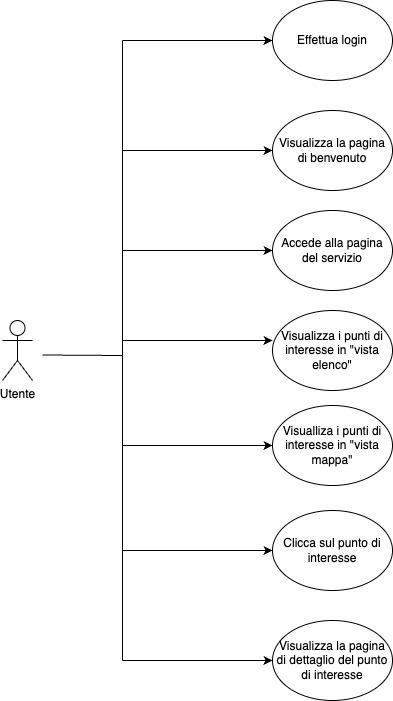 Effettua login
Visualizza la pagina
di benvenuto
Accede alla pagina
del servizio
Visualizza i punti di
interesse in "vista
elenco"
Utente
Visualliza i punti di
interesse in "vista
mappa"
Clicca sul punto di
interesse
Visualizza la pagina
di dettaglio del punto
di interesse